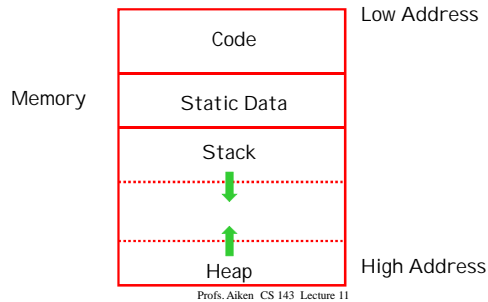 Low Address
Code
Memory
Static Data
Stack
Heap
High Address
Profs. Aiken CS 143 Lecture 11